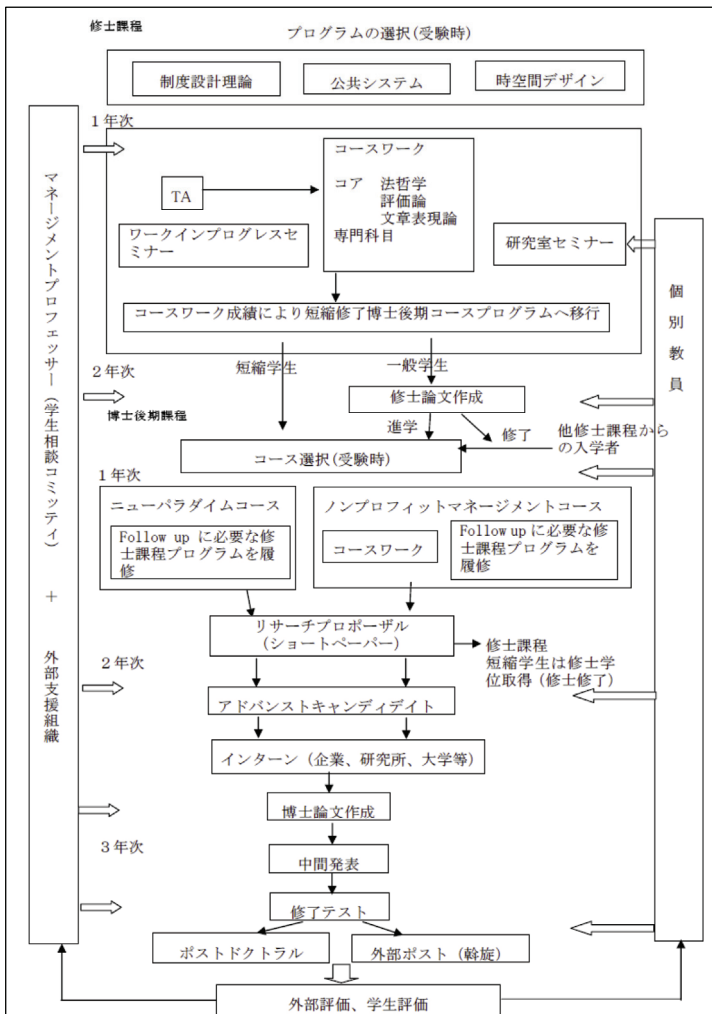 修士課程
プログラムの選択(受験時)
制度設計理論
公共システム
時空間デザイン
1年次
コースワーク
コア 法哲学
評価論
文章表現論
専門科目
TA
ワークインプログレスセ
ミナー
研究室セミナー
コースワーク成績により短縮修了博士後期コースプログラムへ移行
マネージメントプロフェッサー(学生相談コミッティ) + 外部支援組織
個別教員
短縮学生
一般学生
2年次
修士論文作成
博士後期課程
進学
修了
他修士課程から
の入学者
コース選択(受験時)
1年次
ニューパラダイムコース
Follow up に必要な修
士課程プログラムを履
修
ノンプロフィットマネージメントコース
コースワーク
Follow up に必要な修
士課程プログラムを
履修
リサーチプロポーザル
(ショートペーパー)
修士課程
短縮学生は修士学
位取得(修士修了)
2年次
アドバンストキャンディデイト
インターン(企業、研究所、大学等)
博士論文作成
3年次
中間発表
修了テスト
ポストドクトラル
外部ポスト(斡旋)
外部評価、学生評価